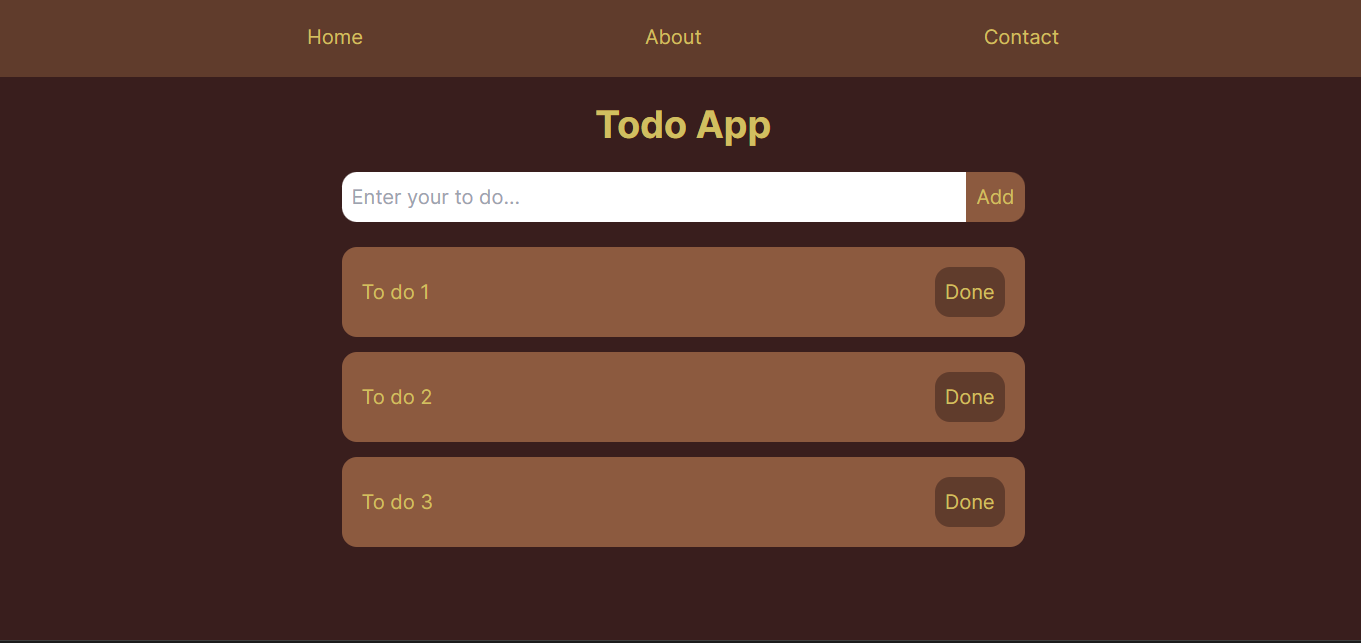 Home About Contact
Todo App
Enter your to do... Add
To do 1 Done
To do 2 Done
To do 3 Done